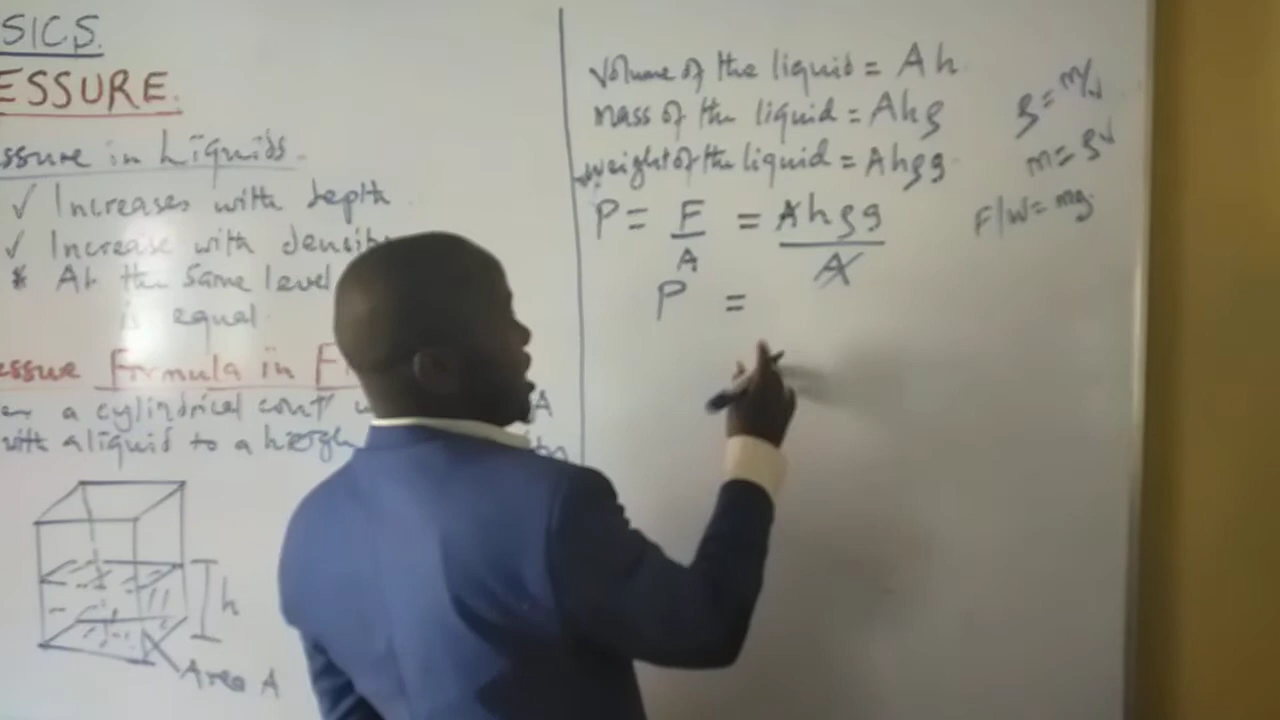 SICS.
ESSURE.
ssure in Liquids.
✓ Increases with depth
✓ Increase with densit
* At the same level
is equal
essure Formula in F
a cylindrical cont A
with a liquid to a heigh
h
Area A
Volume of the liquid = Ah
mass of the liquid = Ahρ
weight of the liquid = Ahρg
P = F/A = Ahρg/A
P =
ρ = m/v
m = ρv
F/W = mg.